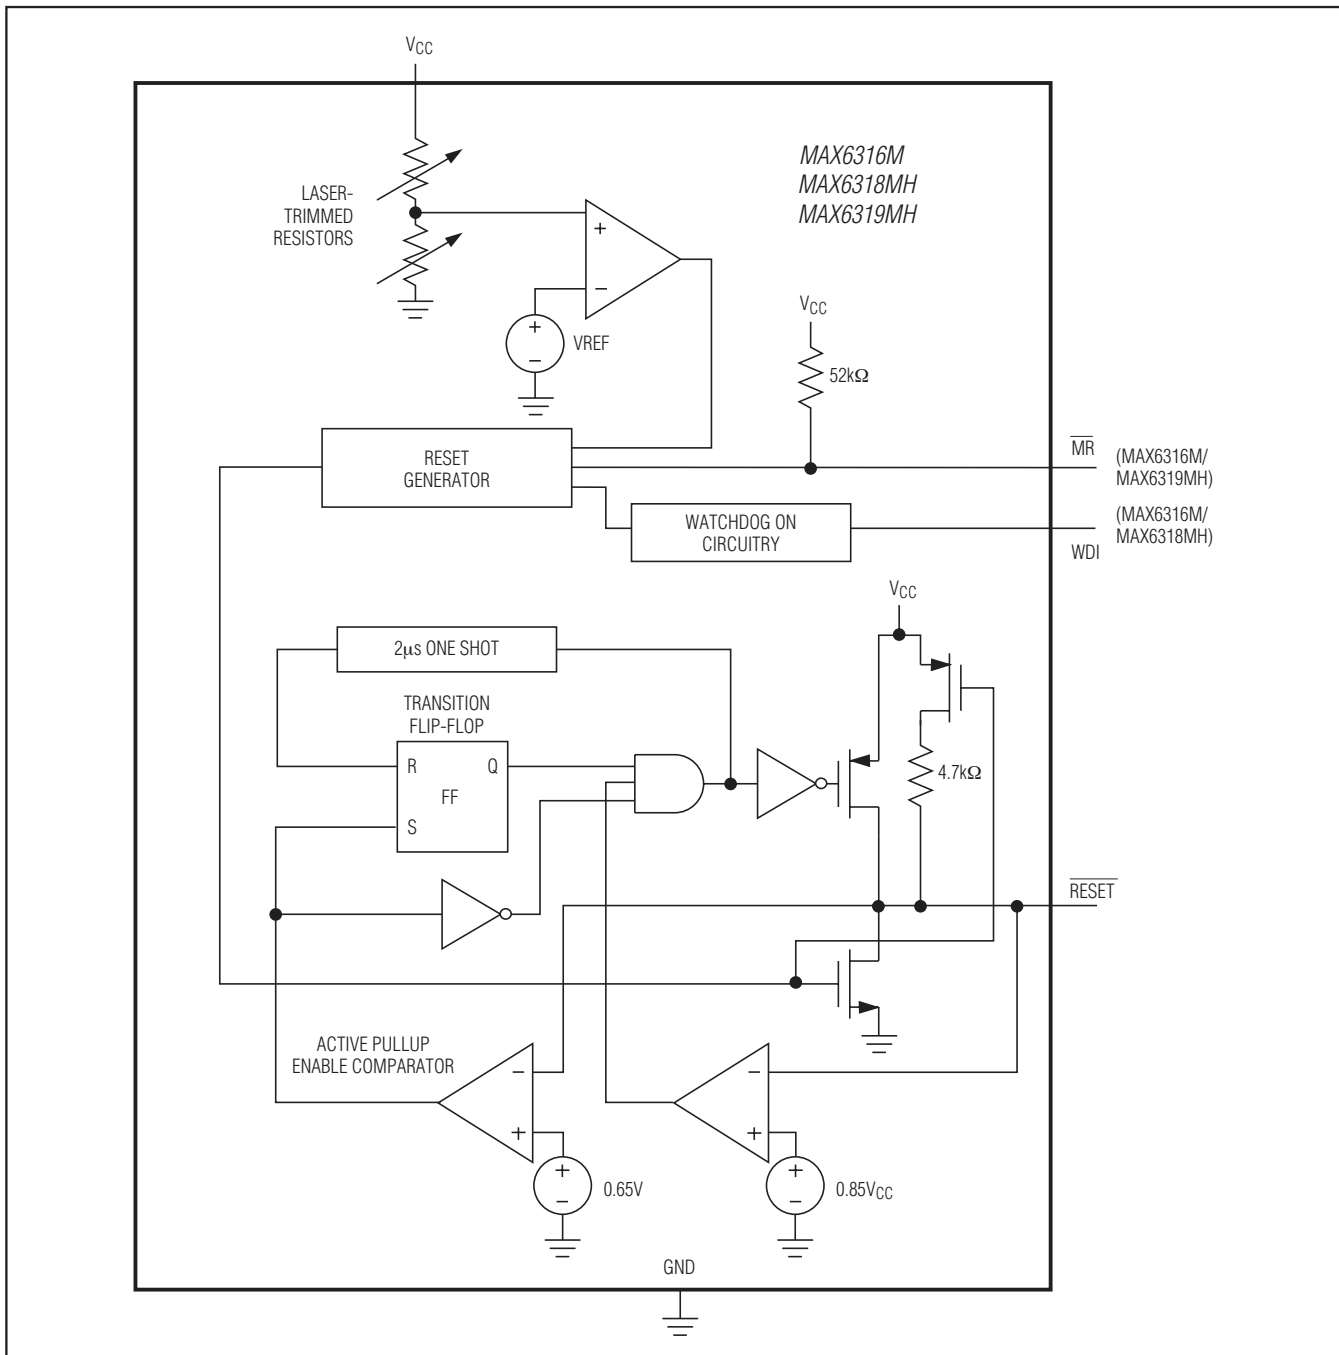 VCC
MAX6316M
MAX6318MH
MAX6319MH
LASER-
TRIMMED
RESISTORS
+
−
VCC
+
−
VREF
52kΩ
RESET
GENERATOR
MR
(MAX6316M/
MAX6319MH)
WATCHDOG ON
CIRCUITRY
(MAX6316M/
MAX6318MH)
WDI
VCC
2µs ONE SHOT
TRANSITION
FLIP-FLOP
R
Q
FF
S
4.7kΩ
RESET
ACTIVE PULLUP
ENABLE COMPARATOR
−
+
−
+
+
−
0.65V
+
−
0.85VCC
GND